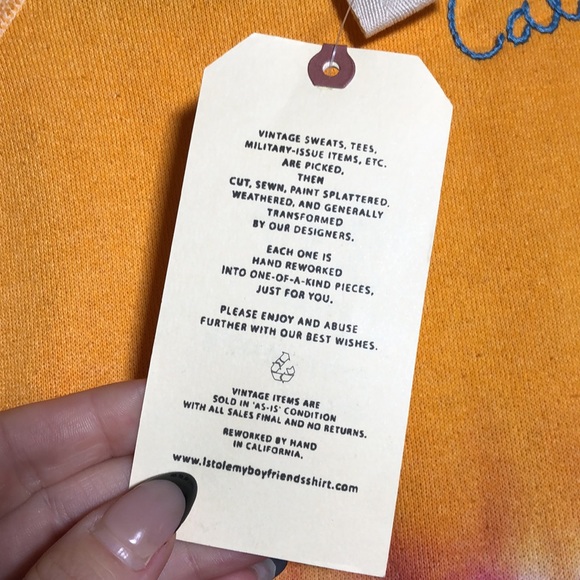 Cal
VINTAGE SWEATS, TEES,
MILITARY-ISSUE ITEMS, ETC.
ARE PICKED,
THEN
CUT, SEWN, PAINT SPLATTERED,
WEATHERED, AND GENERALLY
TRANSFORMED
BY OUR DESIGNERS.
EACH ONE IS
HAND REWORKED
INTO ONE-OF-A-KIND PIECES,
JUST FOR YOU.
PLEASE ENJOY AND ABUSE
FURTHER WITH OUR BEST WISHES.
VINTAGE ITEMS ARE
SOLD IN 'AS-IS' CONDITION
WITH ALL SALES FINAL AND NO RETURNS.
REWORKED BY HAND
IN CALIFORNIA.
www.Istolemyboyfriendsshirt.com